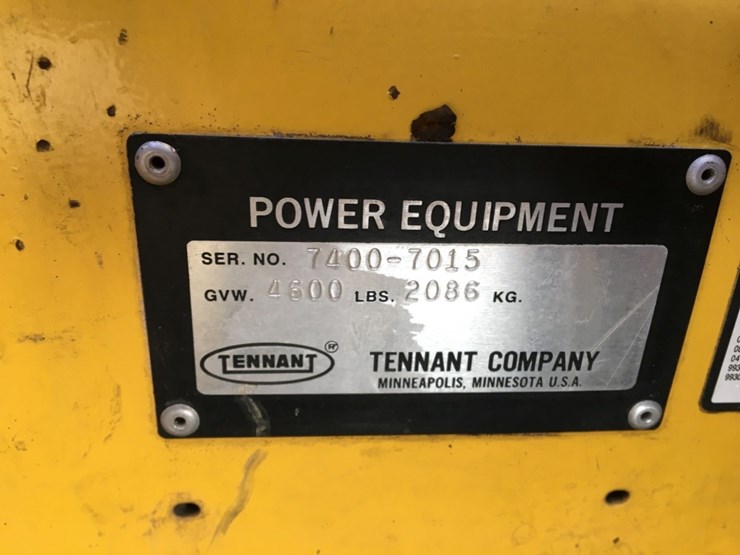 POWER EQUIPMENT
SER. NO. 7400-7015
GVW. 4600 LBS. 2086 KG.
TENNANT ® TENNANT COMPANY
MINNEAPOLIS, MINNESOTA U.S.A.